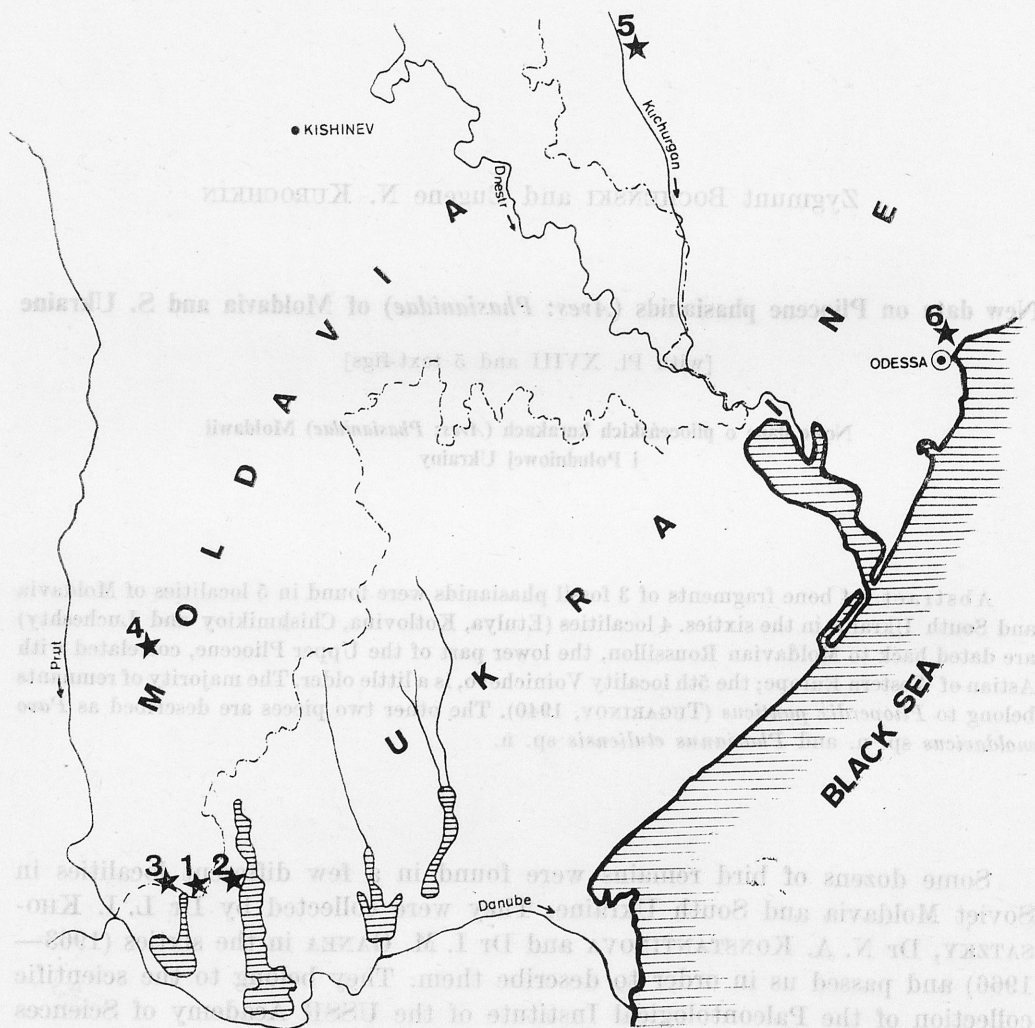 5
KISHINEV
Kuchurgan
Dnestr
MOLDAVIA
UKRAINE
6
ODESSA
4
Prut
BLACK SEA
3 1 2
Danube
Zygmunt BOCHEŃSKI and Eugene N. KUROCHKIN
New data on Pliocene phasianids (Aves: Phasianidae) of Moldavia and S. Ukraine
[with Pl. XVIII and 5 text-figs]
o plioceńskich kurakach (Aves: Phasianidae) Mołdawii
i Południowej Ukrainy
Abstract. bone fragments of 3 fossil phasianids were found in 5 localities of Moldavia
and South Ukraine in the sixties. 4 localities (Etulya, Kotlovina, Chishmikioy and Lucheshty)
are dated back to Moldavian Roussillon, the lower part of the Upper Pliocene, correlated with
Astian of Western Europe; the 5th locality is a little older. The majority of remnants
belong to (TUGARINOV, 1940). The other two pieces are described as Pavo
moldavicus sp. n. and Phasianus etuliensis sp. n.
Some dozens of bird remains were found in a few different localities in
Soviet Moldavia and South Ukraine. They were collected by Dr
SATZKY, Dr N. A. KONSTANTINOVA and Dr I. M. GANEA in the sixties (1963—
1966) and passed us in order to describe them. They belong to the scientific
collection of the Paleontological Institute of the USSR Academy of Sciences